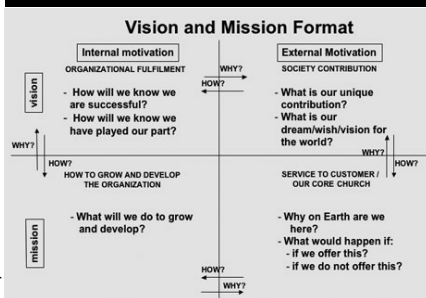 Vision and Mission Format
Internal motivation
External Motivation
ORGANIZATIONAL FULFILMENT
WHY?
SOCIETY CONTRIBUTION
HOW?
vision
- How will we know we
are successful?
- How will we know we
have played our part?
- What is our unique
contribution?
- What is our
dream/wish/vision for
the world?
WHY?
WHY?
HOW?
HOW?
HOW TO GROW AND DEVELOP
THE ORGANIZATION
SERVICE TO CUSTOMER /
OUR CORE CHURCH
mission
- What will we do to grow
and develop?
- Why on Earth are we
here?
- What would happen if:
- if we offer this?
- if we do not offer this?
HOW?
WHY?